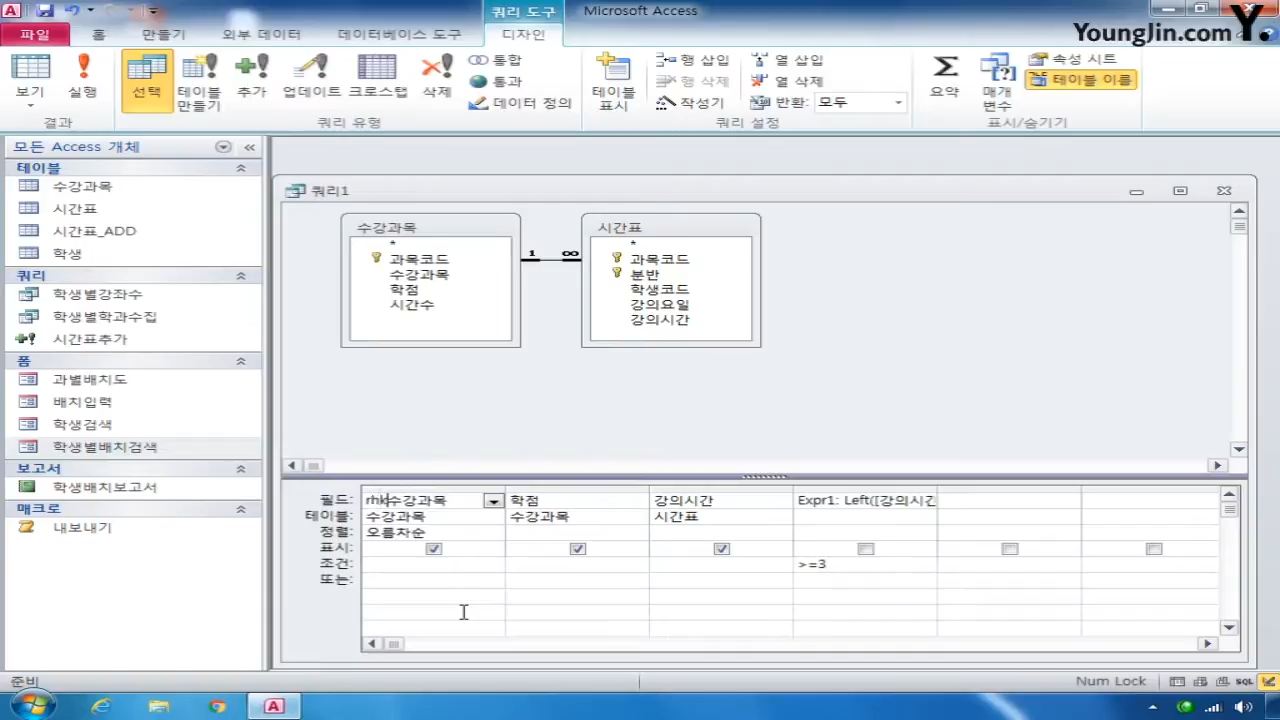 쿼리 도구
Microsoft Access
YoungJin.com Y.
파일 홈 만들기 외부 데이터 데이터베이스 도구 디자인
보기 실행 선택 테이블 만들기 추가 업데이트 크로스탭 삭제
통합
통과
데이터 정의
테이블 표시
행 삽입
행 삭제
작성기
열 삽입
열 삭제
반환: 모두
요약
매개 변수
속성 시트
테이블 이름
결과 쿼리 유형 쿼리 설정 표시/숨기기
모든 Access 개체
테이블
수강과목
시간표
시간표_ADD
학생
쿼리
학생별강좌수
학생별학과수집
시간표추가
폼
과별배치도
배치입력
학생검색
학생별배치검색
보고서
학생배치보고서
매크로
내보내기
쿼리1
수강과목
*
과목코드
수강과목
학점
시간수
1 ∞
시간표
*
과목코드
분반
학생코드
강의요일
강의시간
필드: rhk수강과목 학점 강의시간 Expr1: Left([강의시간
테이블: 수강과목 수강과목 시간표
정렬: 오름차순
표시:
조건: >=3
또는:
준비
Num Lock
SQL